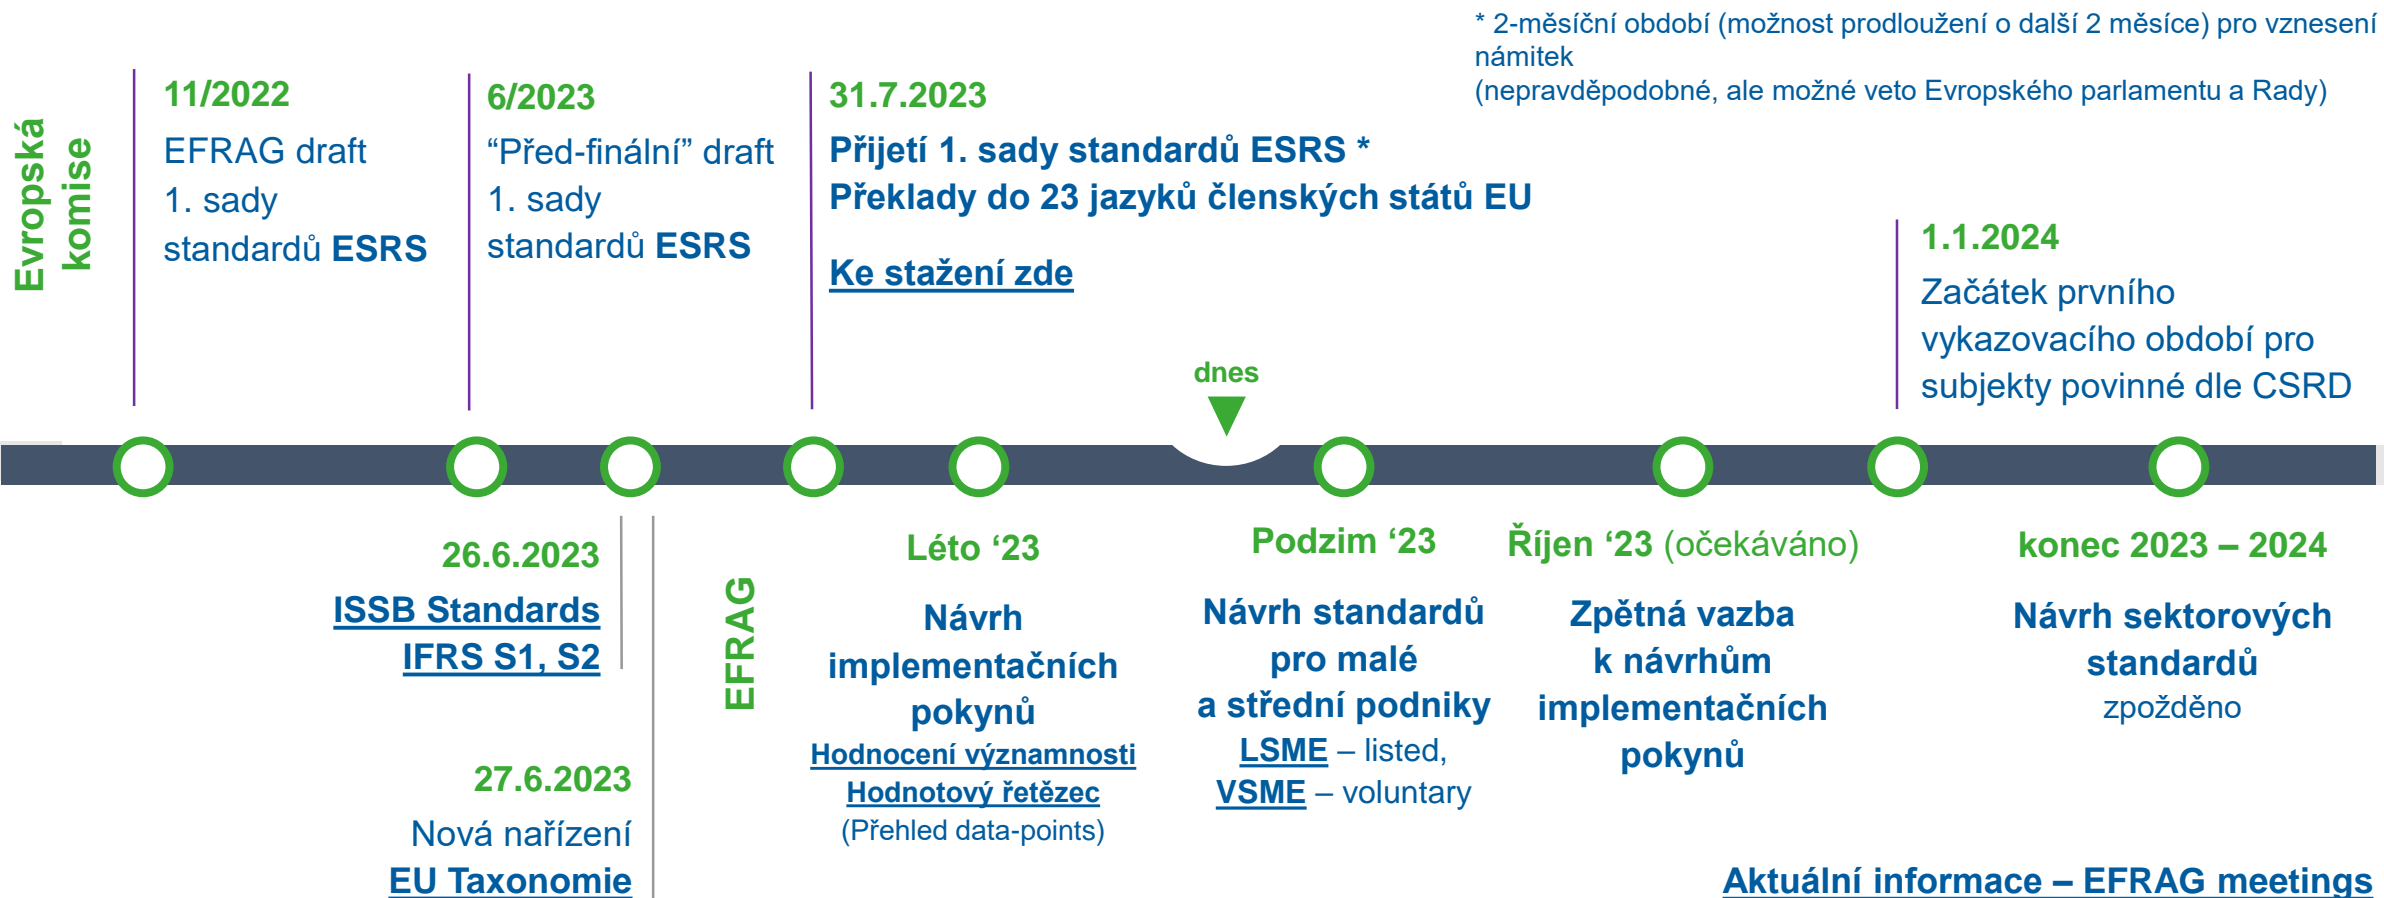 * 2-měsíční období (možnost prodloužení o další 2 měsíce) pro vznesení
námitek
(nepravděpodobné, ale možné veto Evropského parlamentu a Rady)
Evropská
komise
11/2022
EFRAG draft
1. sady
standardů ESRS
6/2023
“Před-finální” draft
1. sady
standardů ESRS
31.7.2023
Přijetí 1. sady standardů ESRS *
Překlady do 23 jazyků členských států EU
Ke stažení zde
dnes
1.1.2024
Začátek prvního
vykazovacího období pro
subjekty povinné dle CSRD
26.6.2023
ISSB Standards
IFRS S1, S2
27.6.2023
Nová nařízení
EU Taxonomie
EFRAG
Léto ‘23
Návrh
implementačních
pokynů
Hodnocení významnosti
Hodnotový řetězec
(Přehled data-points)
Podzim ‘23
Návrh standardů
pro malé
a střední podniky
LSME – listed,
VSME – voluntary
Říjen ‘23 (očekáváno)
Zpětná vazba
k návrhům
implementačních
pokynů
konec 2023 – 2024
Návrh sektorových
standardů
zpožděno
Aktuální informace – EFRAG meetings